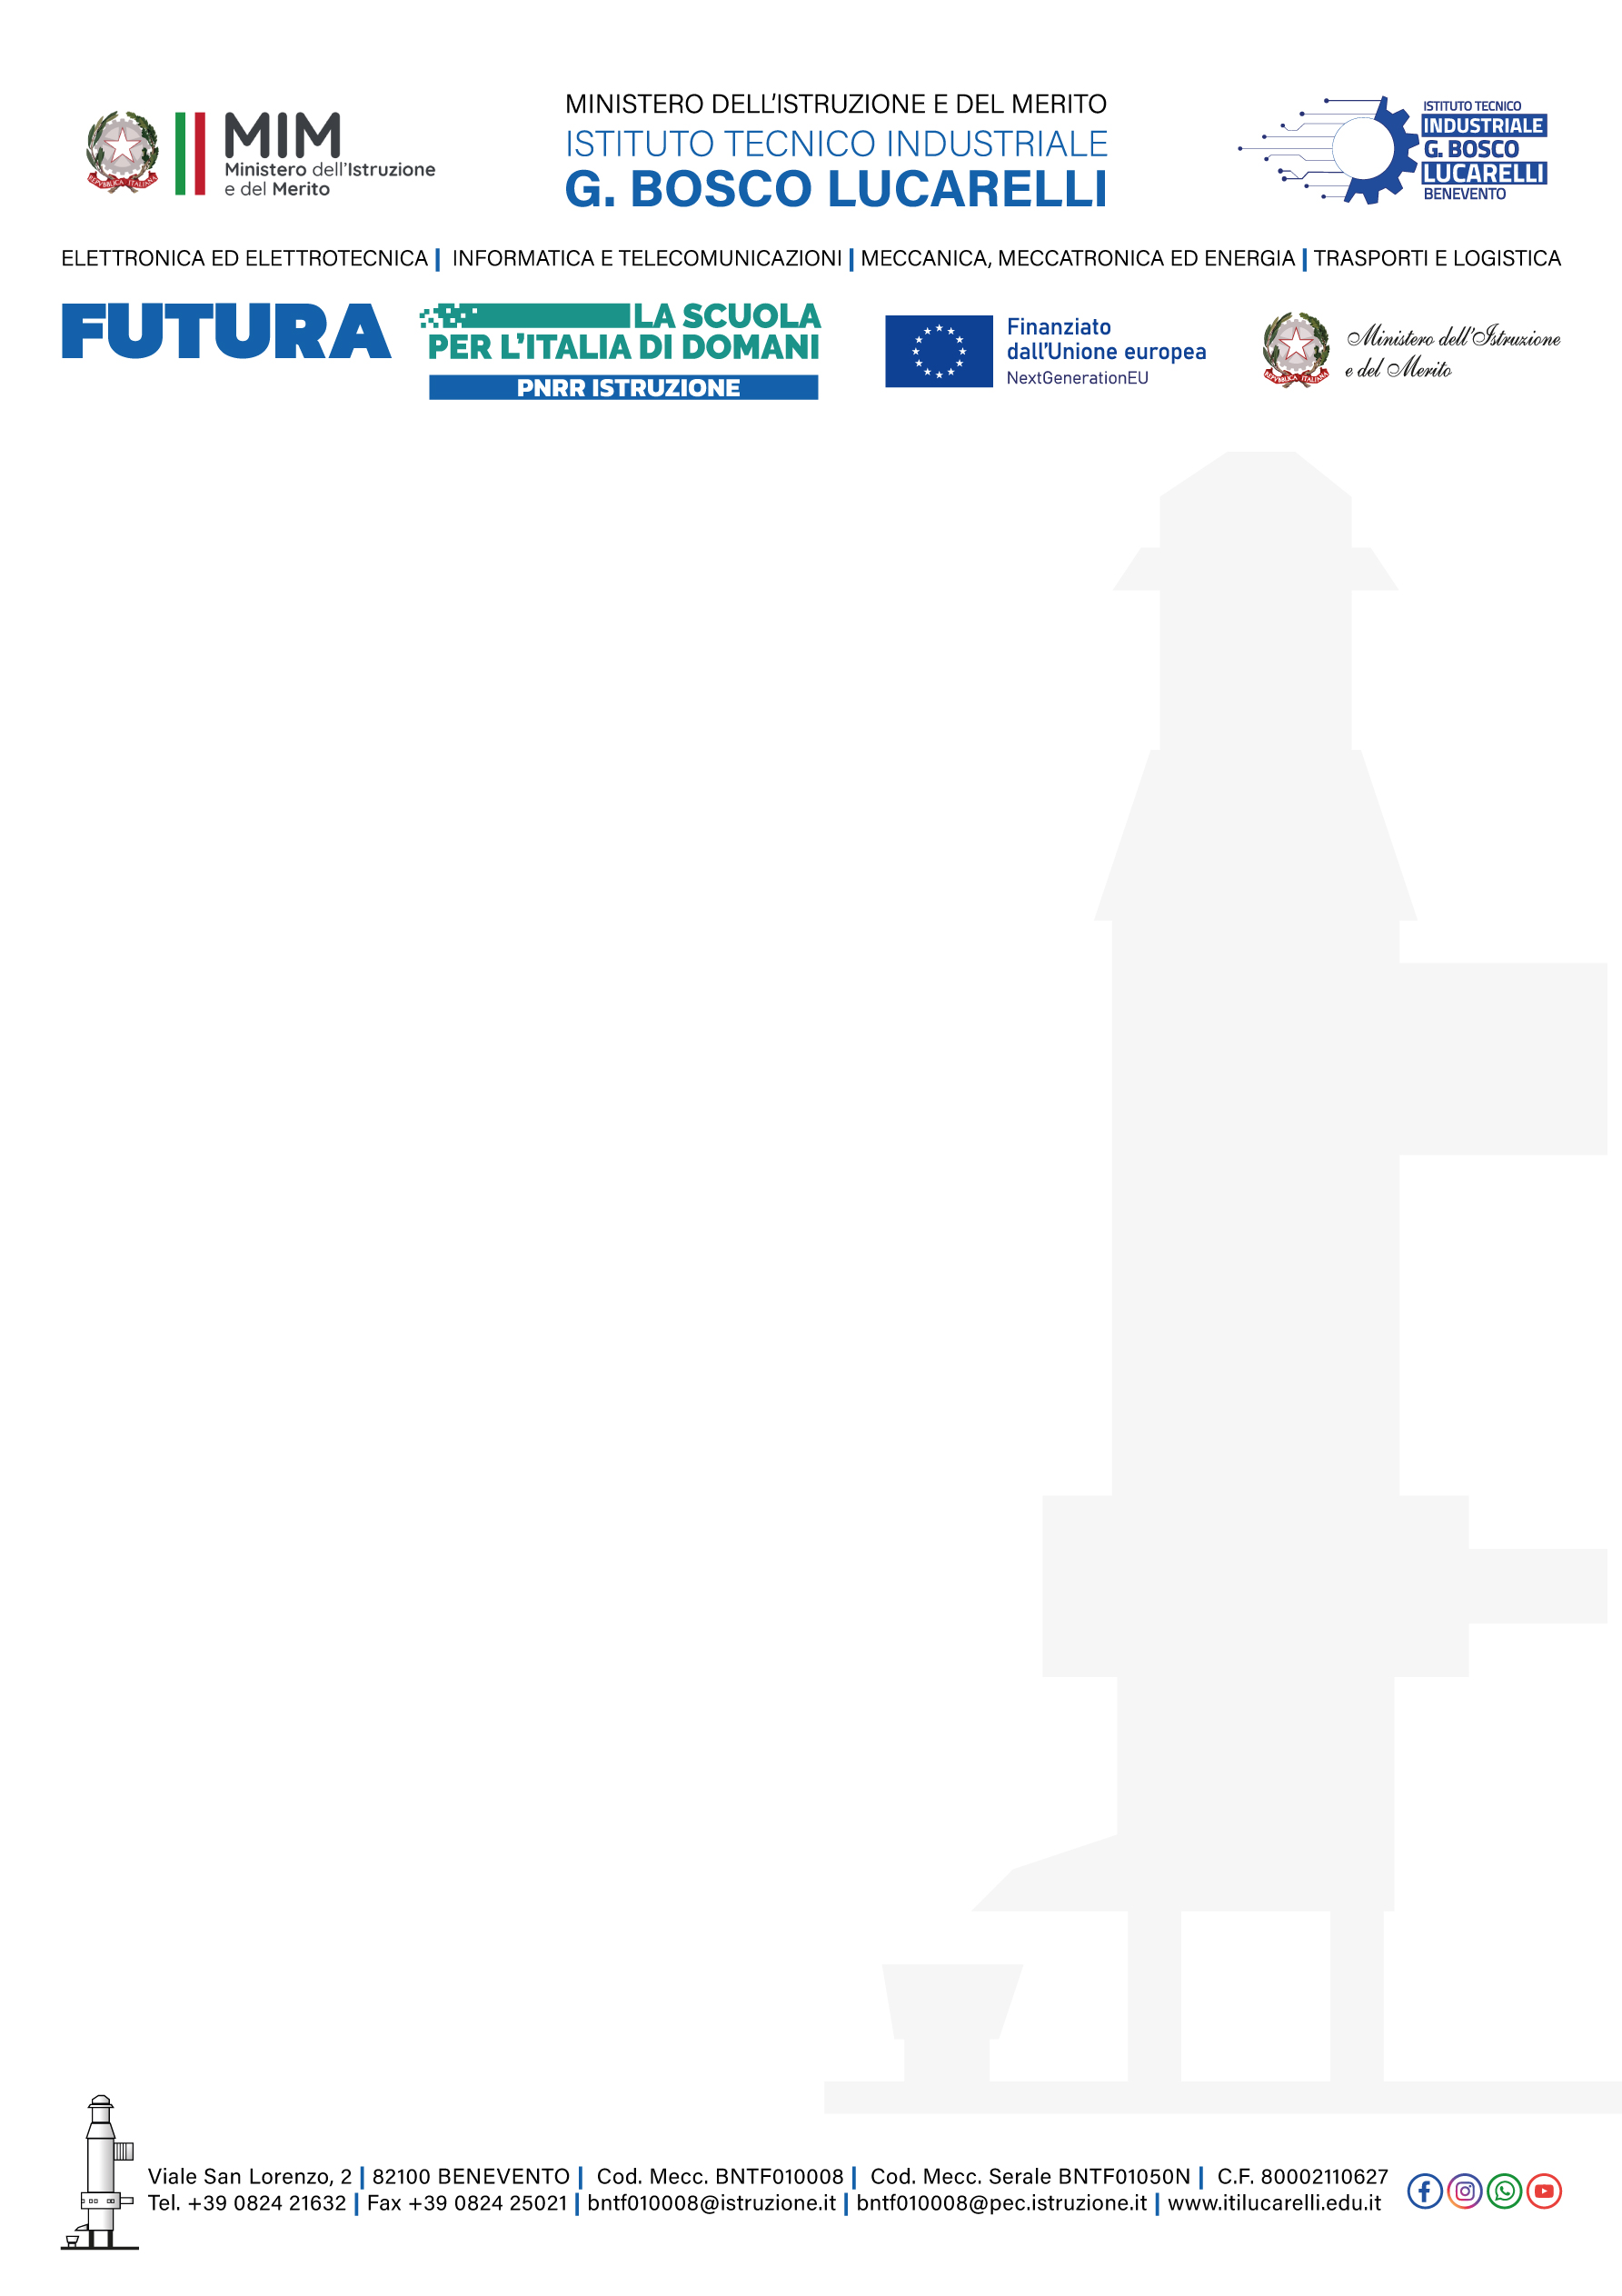 MIM
Ministero dell'Istruzione
e del Merito
REPVBBLICA ITALIANA
MINISTERO DELL'ISTRUZIONE E DEL MERITO
ISTITUTO TECNICO INDUSTRIALE
G. BOSCO LUCARELLI
ISTITUTO TECNICO
INDUSTRIALE
G. BOSCO
LUCARELLI
BENEVENTO
ELETTRONICA ED ELETTROTECNICA | INFORMATICA E TELECOMUNICAZIONI | MECCANICA, MECCATRONICA ED ENERGIA | TRASPORTI E LOGISTICA
FUTURA
LA SCUOLA
PER L'ITALIA DI DOMANI
PNRR ISTRUZIONE
Finanziato
dall'Unione europea
NextGenerationEU
REPVBBLICA ITALIANA
Ministero dell'Istruzione
e del Merito
Viale San Lorenzo, 2 | 82100 BENEVENTO | Cod. Mecc. BNTF010008 | Cod. Mecc. Serale BNTF01050N | C.F. 80002110627
Tel. +39 0824 21632 | Fax +39 0824 25021 | bntf010008@istruzione.it | bntf010008@pec.istruzione.it | www.itilucarelli.edu.it